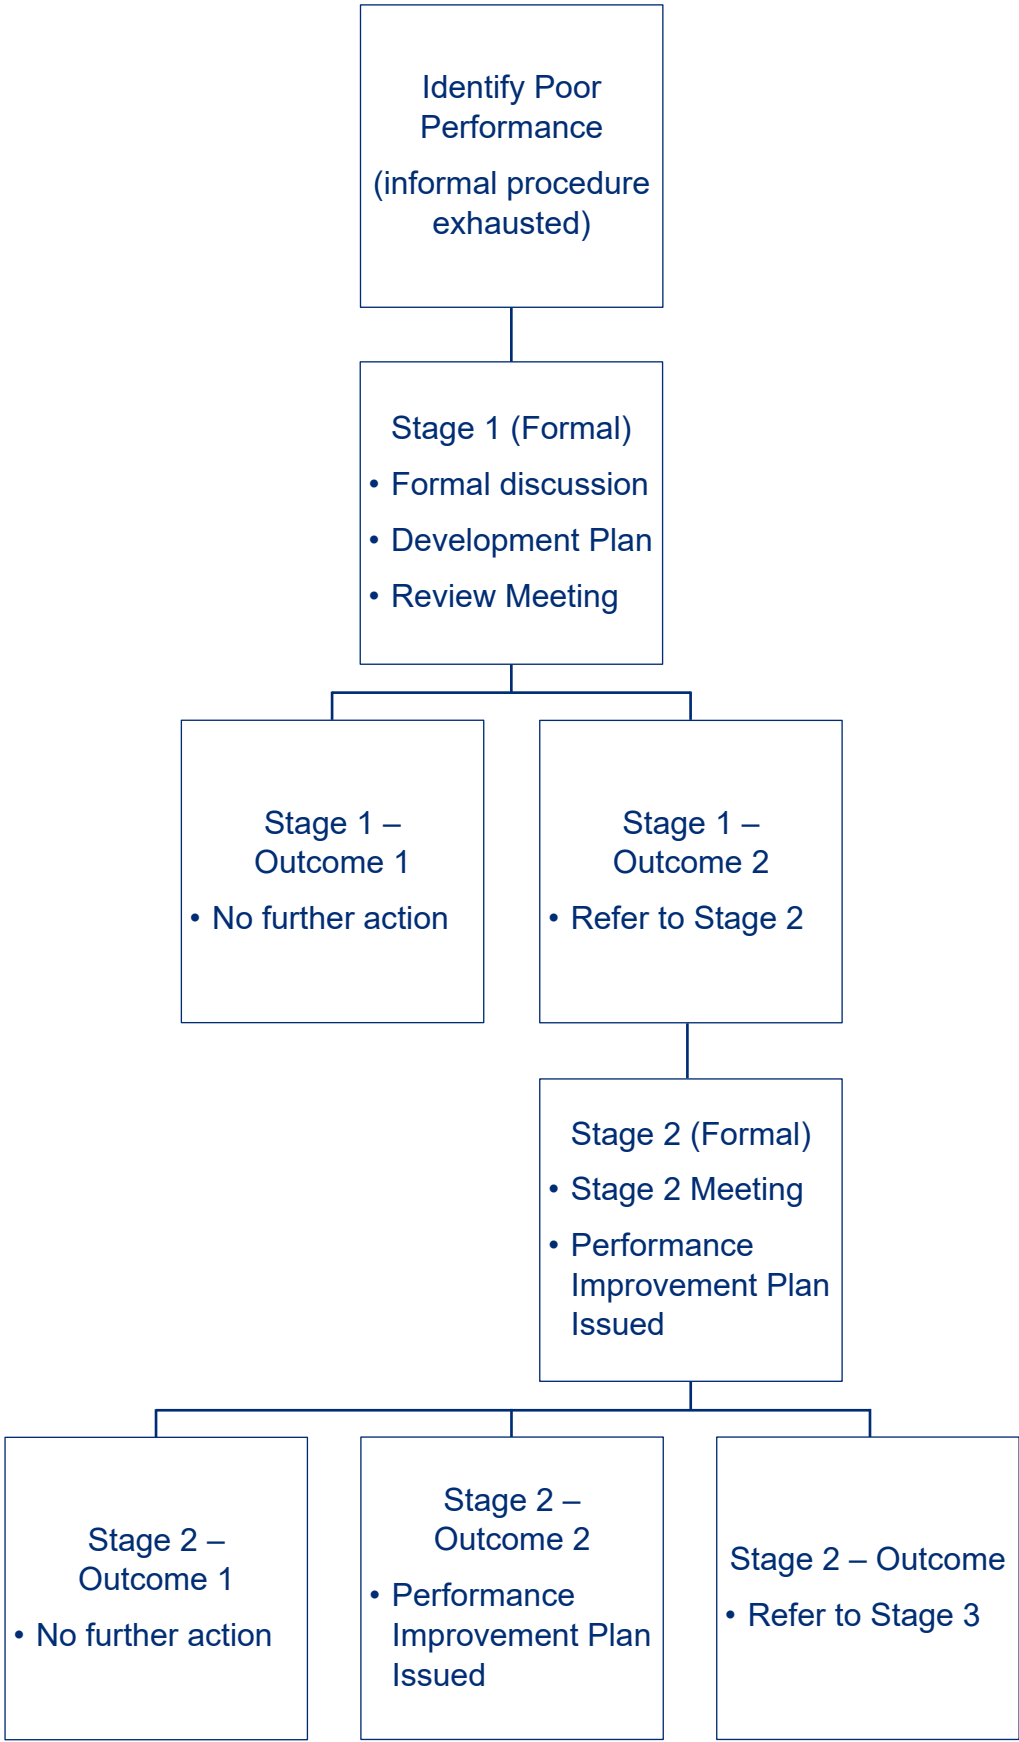 Identify Poor
Performance
(informal procedure
exhausted)
Stage 1 (Formal)
• Formal discussion
• Development Plan
• Review Meeting
Stage 1 –
Outcome 1
• No further action
Stage 1 –
Outcome 2
• Refer to Stage 2
Stage 2 (Formal)
• Stage 2 Meeting
• Performance
Improvement Plan
Issued
Stage 2 –
Outcome 1
• No further action
Stage 2 –
Outcome 2
• Performance
Improvement Plan
Issued
Stage 2 – Outcome
• Refer to Stage 3